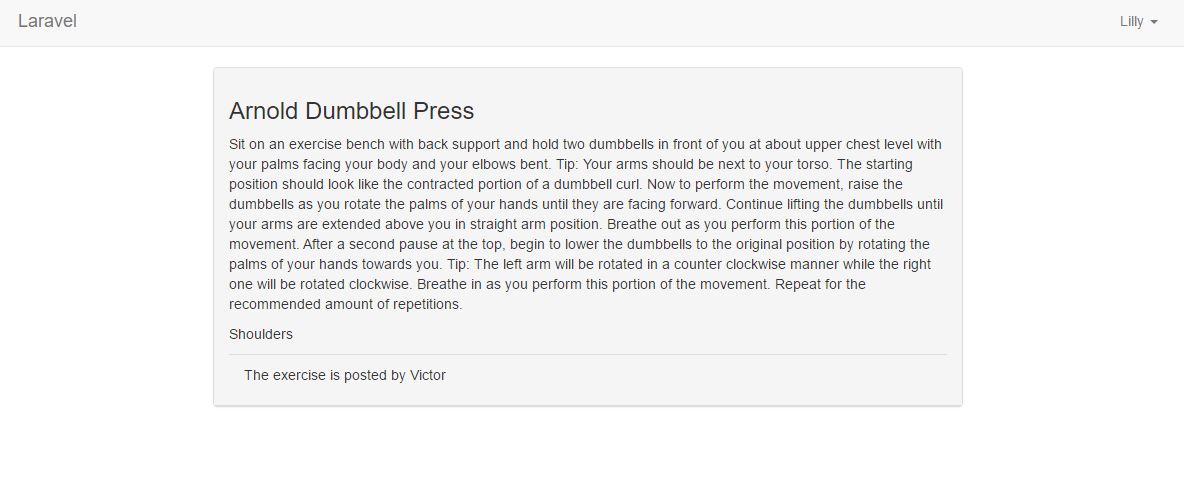 Laravel
Lilly
Arnold Dumbbell Press
Sit on an exercise bench with back support and hold two dumbbells in front of you at about upper chest level with
your palms facing your body and your elbows bent. Tip: Your arms should be next to your torso. The starting
position should look like the contracted portion of a dumbbell curl. Now to perform the movement, raise the
dumbbells as you rotate the palms of your hands until they are facing forward. Continue lifting the dumbbells until
your arms are extended above you in straight arm position. Breathe out as you perform this portion of the
movement. After a second pause at the top, begin to lower the dumbbells to the original position by rotating the
palms of your hands towards you. Tip: The left arm will be rotated in a counter clockwise manner while the right
one will be rotated clockwise. Breathe in as you perform this portion of the movement. Repeat for the
recommended amount of repetitions.
Shoulders
The exercise is posted by Victor